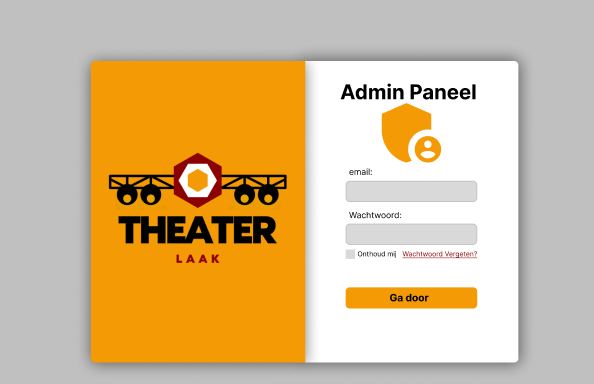 THEATER
LAAK
Admin Paneel
email:
Wachtwoord:
Onthoud mij Wachtwoord Vergeten?
Ga door